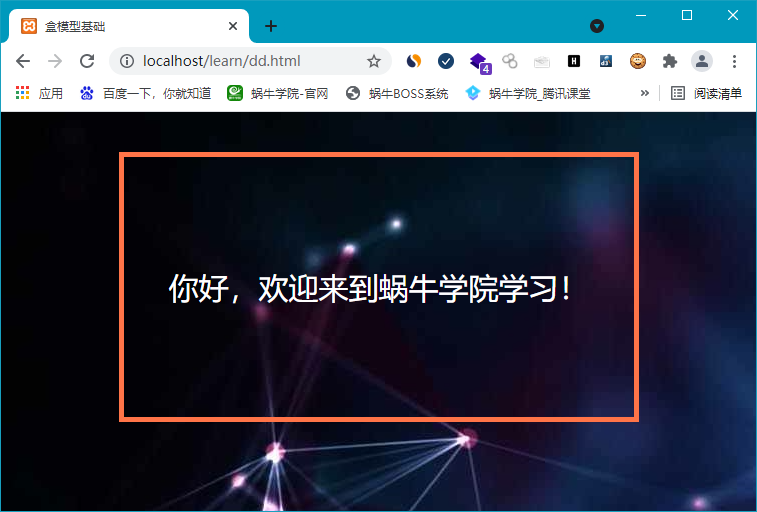 盒模型基础
localhost/learn/dd.html
4
H
d3
应用
百度一下，你就知道
蜗牛学院-官网
蜗牛BOSS系统
蜗牛学院_腾讯课堂
»
阅读清单
你好，欢迎来到蜗牛学院学习！